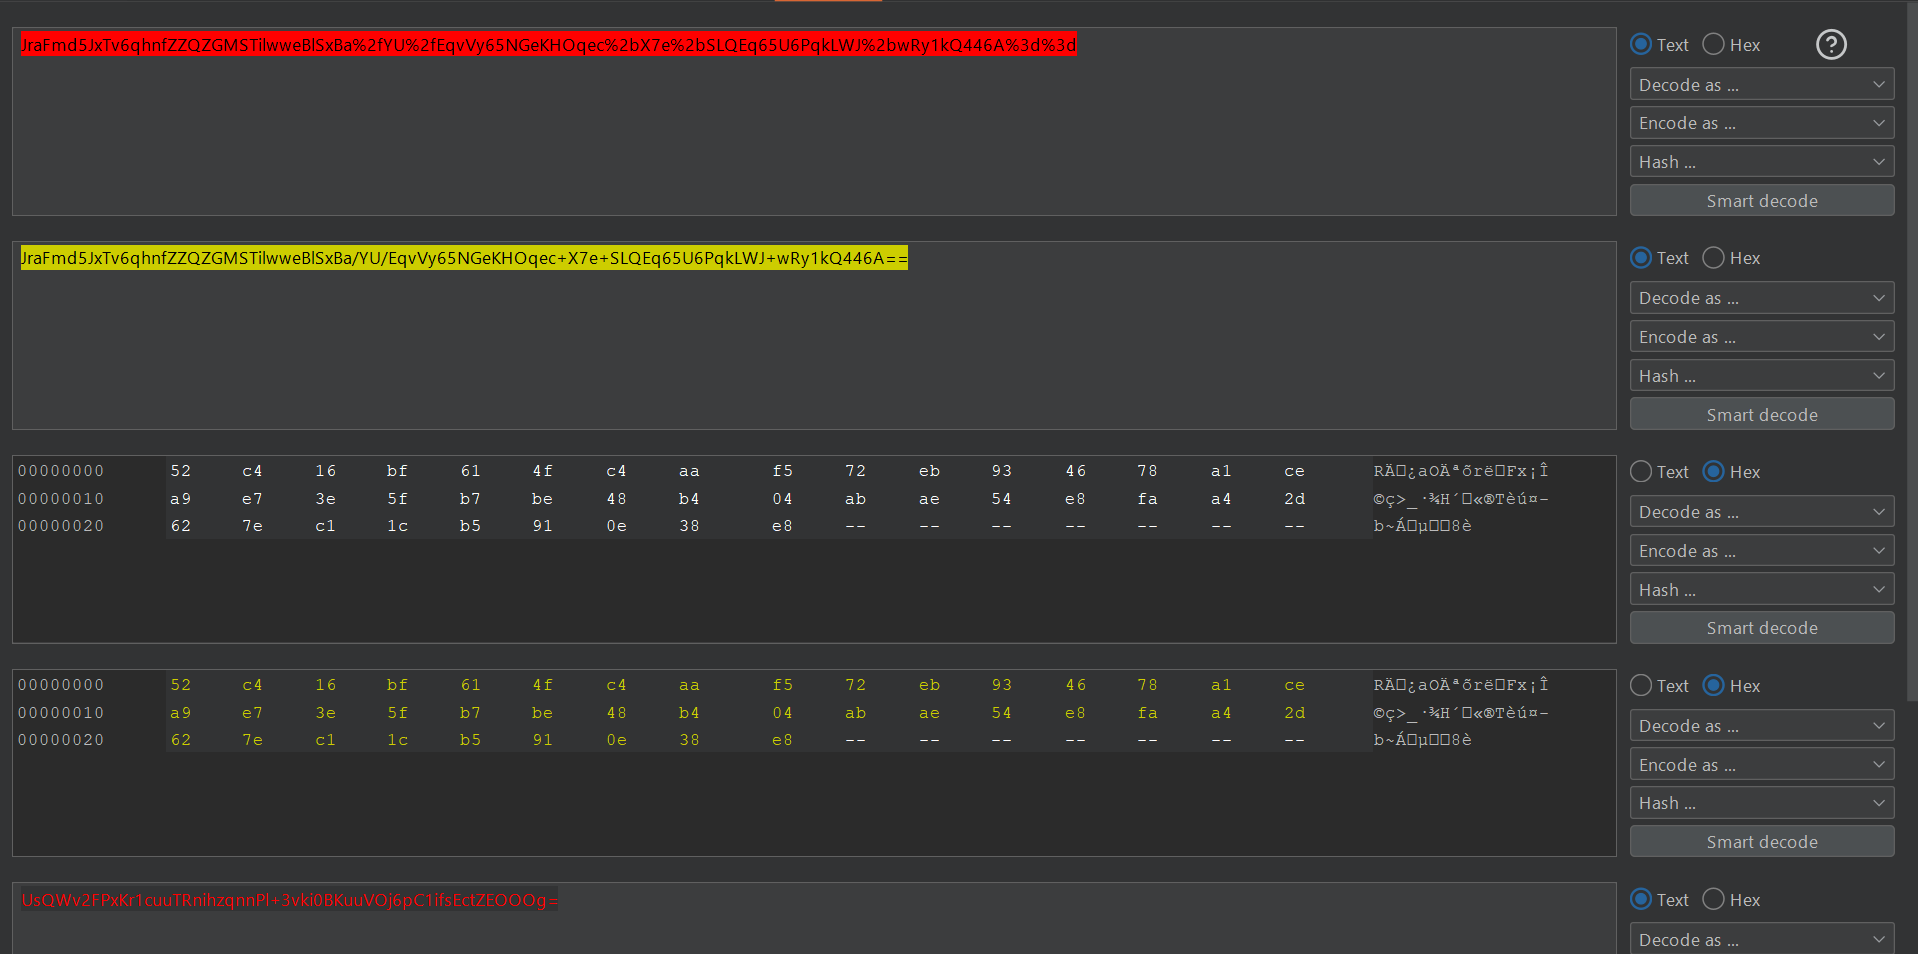 JraFmd5JxTv6qhnfZZQZGMSTilwweBlSxBa%2fYU%2fEqvVy65NGeKHOqec%2bX7e%2bSLQEq65U6PqkLWJ%2bwRy1kQ446A%3d%3d
Text Hex ?
Decode as ...
Encode as ...
Hash ...
Smart decode
JraFmd5JxTv6qhnfZZQZGMSTilwweBlSxBa/YU/EqvVy65NGeKHOqec+X7e+SLQEq65U6PqkLWJ+wRy1kQ446A==
Text Hex
Decode as ...
Encode as ...
Hash ...
Smart decode
00000000 52 c4 16 bf 61 4f c4 aa f5 72 eb 93 46 78 a1 ce RÄ□¿aOÄªõrë□Fx¡Î
00000010 a9 e7 3e 5f b7 be 48 b4 04 ab ae 54 e8 fa a4 2d ©ç>_·¾H´□«®Tèú¤-
00000020 62 7e c1 1c b5 91 0e 38 e8 -- -- -- -- -- -- -- b~Á□µ□□8è
Text Hex
Decode as ...
Encode as ...
Hash ...
Smart decode
00000000 52 c4 16 bf 61 4f c4 aa f5 72 eb 93 46 78 a1 ce RÄ□¿aOÄªõrë□Fx¡Î
00000010 a9 e7 3e 5f b7 be 48 b4 04 ab ae 54 e8 fa a4 2d ©ç>_·¾H´□«®Tèú¤-
00000020 62 7e c1 1c b5 91 0e 38 e8 -- -- -- -- -- -- -- b~Á□µ□□8è
Text Hex
Decode as ...
Encode as ...
Hash ...
Smart decode
UsQWv2FPxKr1cuuTRnihzqnnPl+3vki0BKuuVOj6pC1ifsEctZEOOOg=
Text Hex
Decode as ...